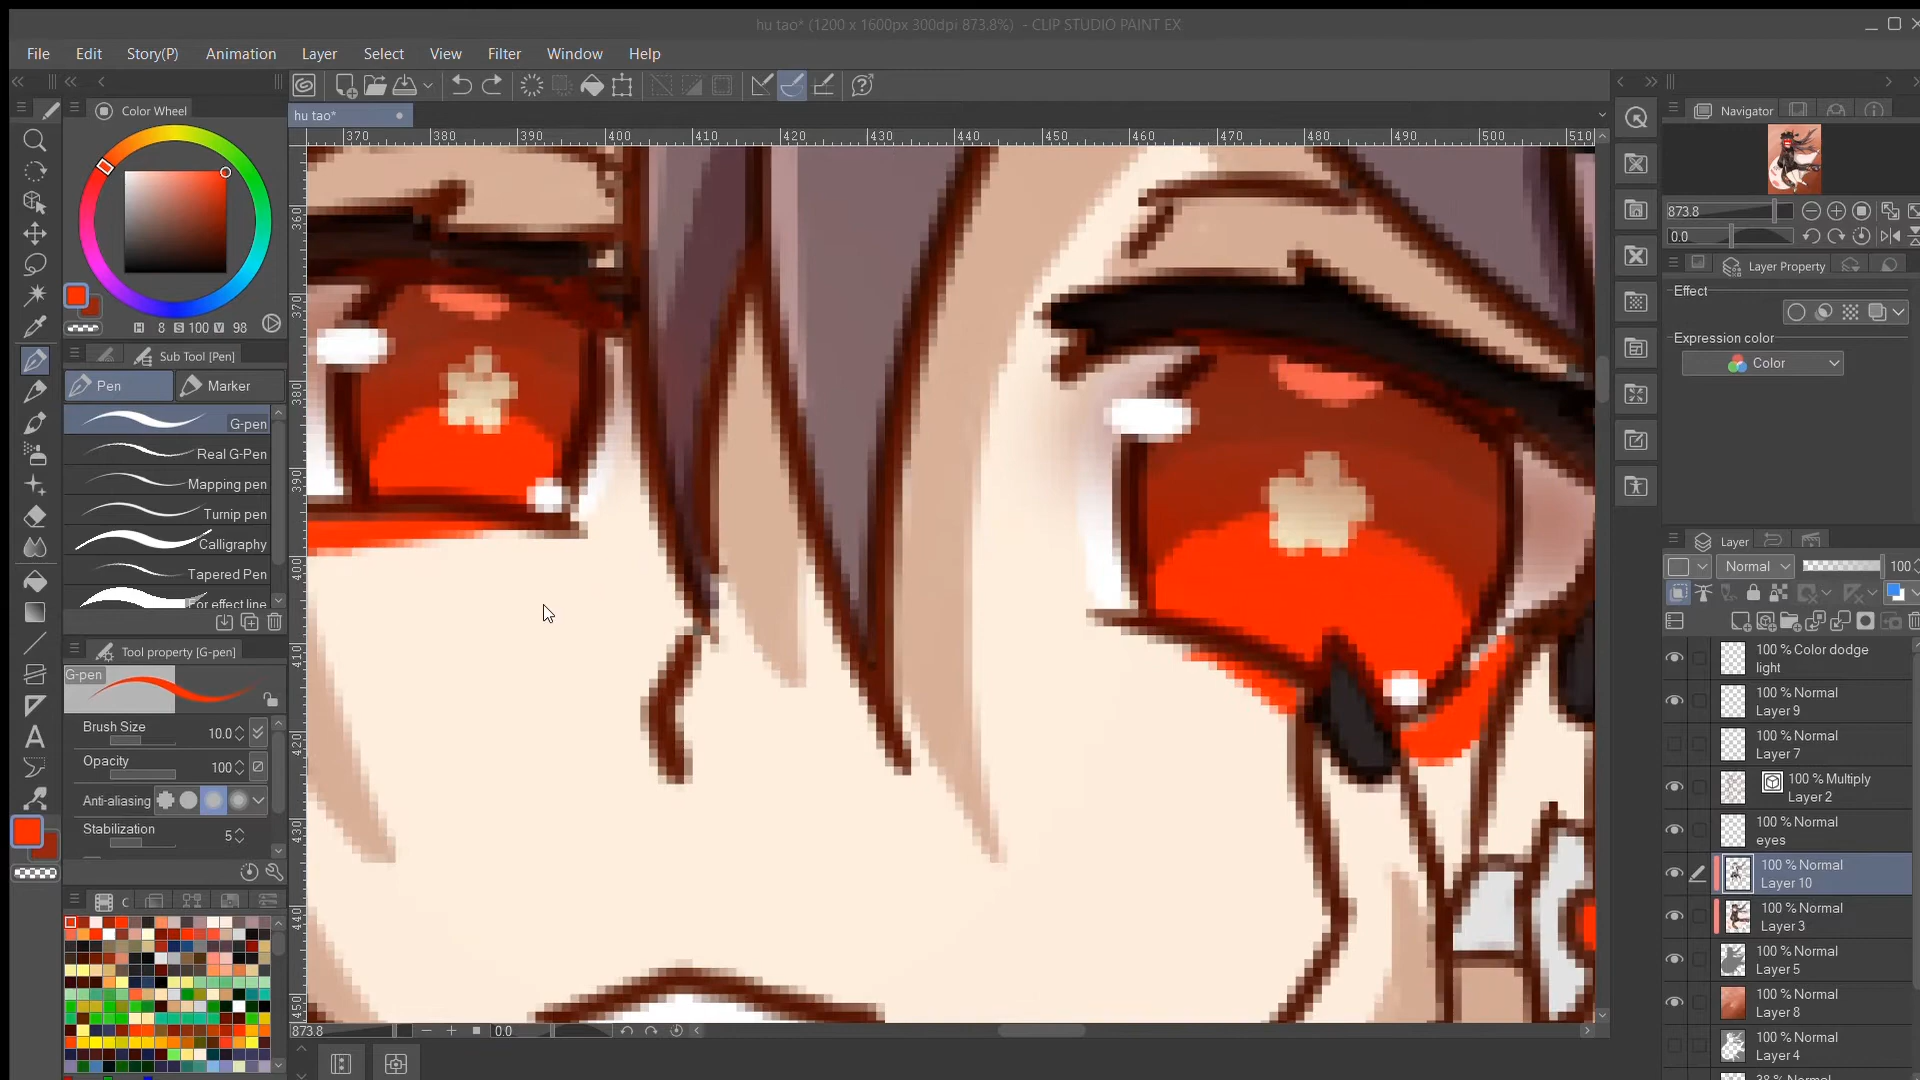 hu tao* (1200 x 1600px 300dpi 873.8%) - CLIP STUDIO PAINT EX
File Edit Story(P) Animation Layer Select View Filter Window Help
Color Wheel
hu tao*
Navigator
370 380 390 400 410 420 430 440 450 460 470 480 490 500 510
360
370
380
390
400
410
420
430
440
450
873.8
0.0
Layer Property
Effect
Expression color
Color
H 8 S 100 V 98
Sub Tool [Pen]
Pen Marker
G-pen
Real G-Pen
Mapping pen
Turnip pen
Calligraphy
Tapered Pen
For effect line
Tool property [G-pen]
G-pen
Brush Size 10.0
Opacity 100
Anti-aliasing
Stabilization 5
C
Layer
Normal 100
100 % Color dodge
light
100 % Normal
Layer 9
100 % Normal
Layer 7
100 % Multiply
Layer 2
100 % Normal
eyes
100 % Normal
Layer 10
100 % Normal
Layer 3
100 % Normal
Layer 5
100 % Normal
Layer 8
100 % Normal
Layer 4
38 % Normal
873.8 0.0